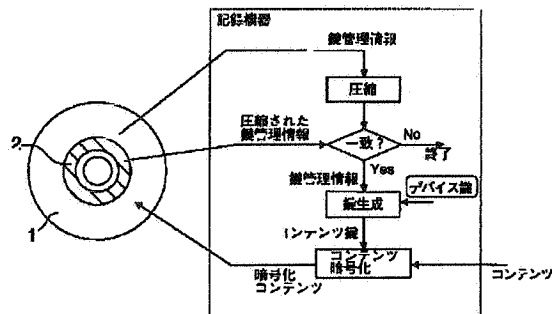 記録機器
鍵管理情報
圧縮
圧縮された
鍵管理情報
一致?
No
終了
Yes
鍵管理情報
デバイス鍵
鍵生成
コンテンツ鍵
コンテンツ
暗号化
暗号化
コンテンツ
コンテンツ
2
1